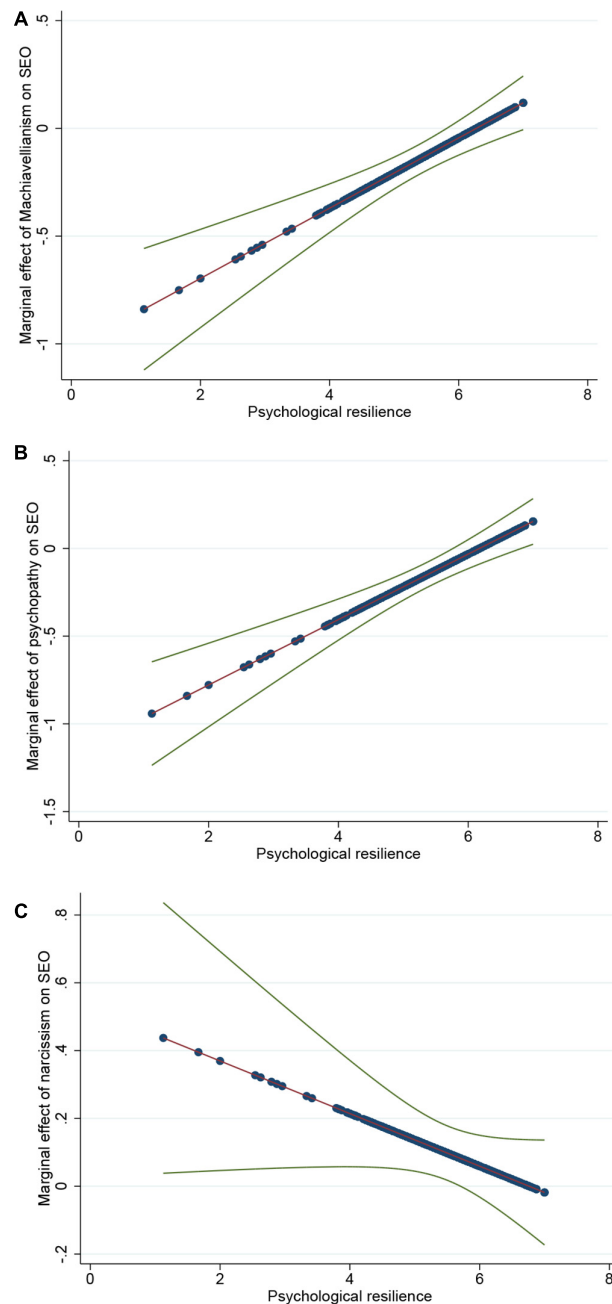 A
Marginal effect of Machiavellianism on SEO
.5
0
-.5
-1
0 2 4 6 8
Psychological resilience
B
Marginal effect of psychopathy on SEO
.5
0
-.5
-1
-1.5
0 2 4 6 8
Psychological resilience
C
Marginal effect of narcissism on SEO
.8
.6
.4
.2
0
-.2
0 2 4 6 8
Psychological resilience